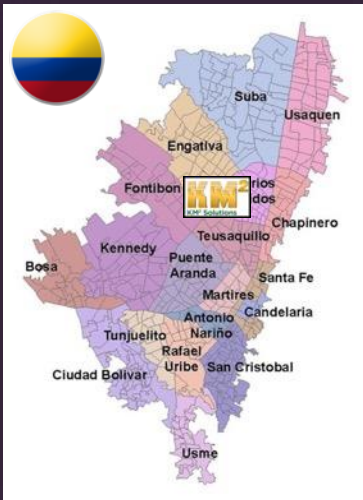 Suba
Usaquen
Engativa
Fontibon
KM²
KM² Solutions
rios
dos
Chapinero
Teusaquillo
Kennedy
Puente
Aranda
Bosa
Santa Fe
Martires
Candelaria
Antonio
Nariño
Tunjuelito
Rafael
Uribe
San Cristobal
Ciudad Bolivar
Usme